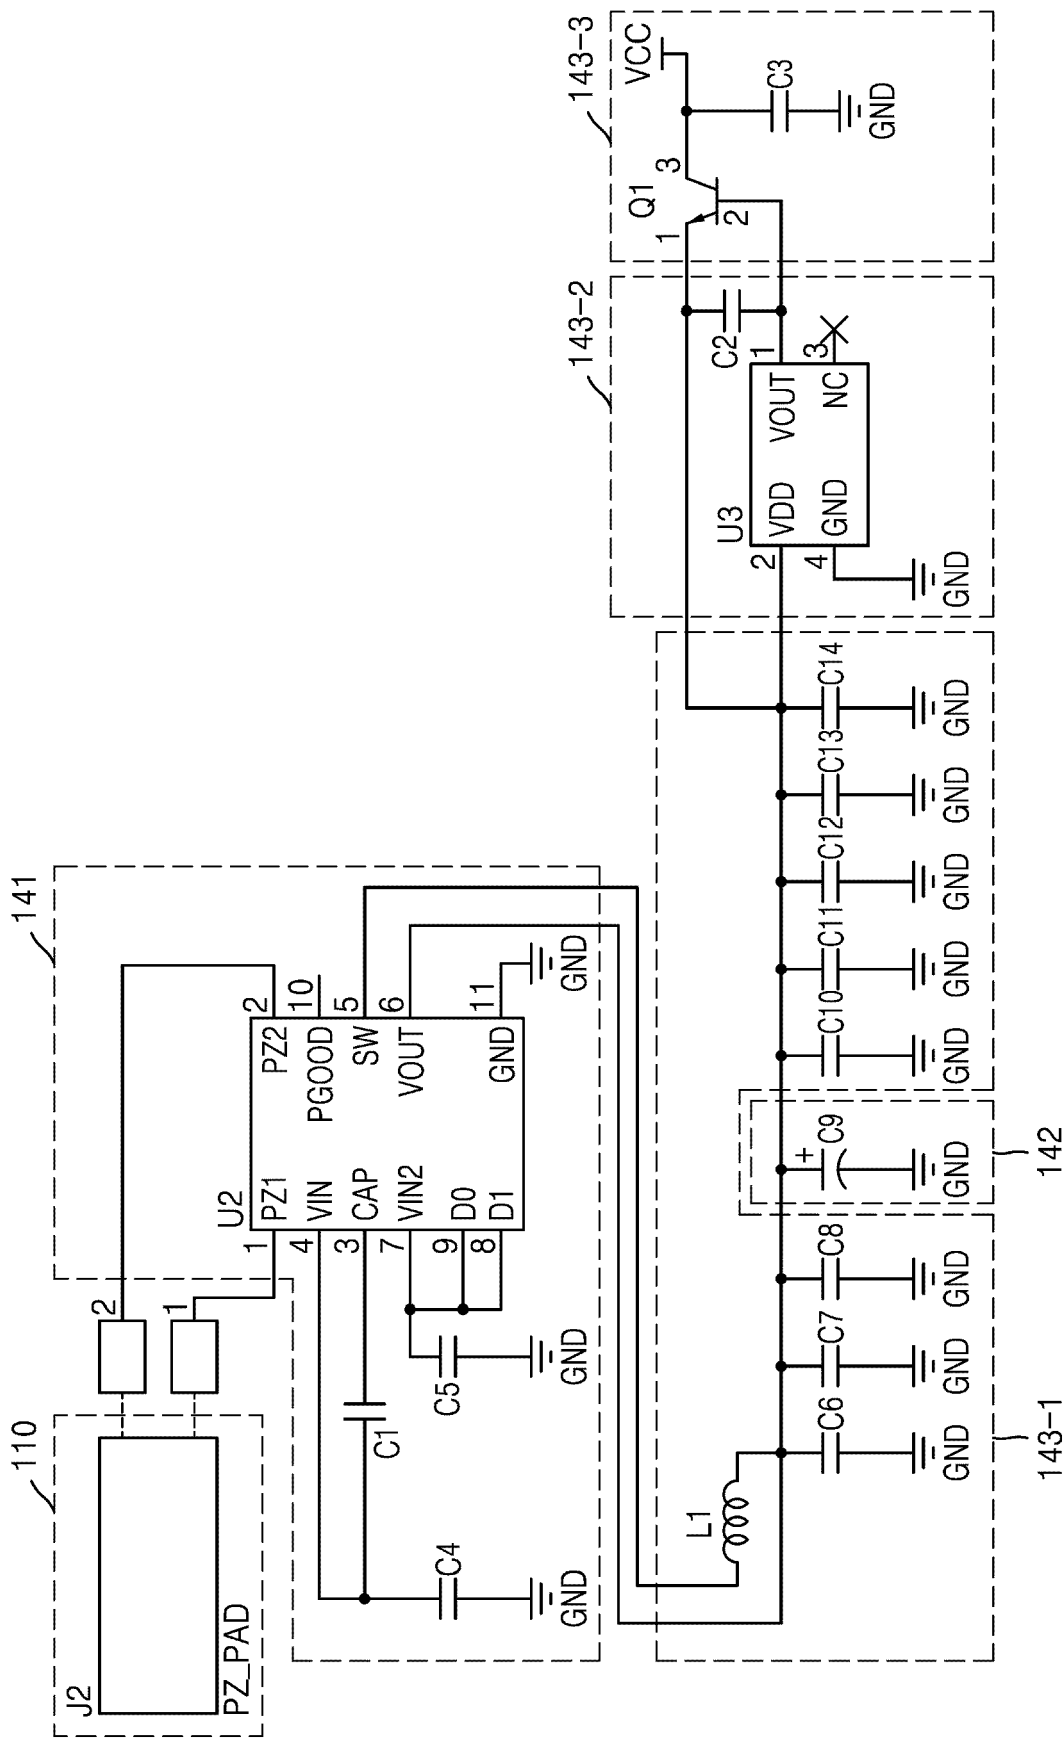 110
J2
PZ_PAD
2
1
141
U2
1
PZ1
4
VIN
3
CAP
7
VIN2
9
D0
8
D1
PZ2
2
PGOOD
10
SW
5
VOUT
6
GND
11
GND
C1
C4
GND
C5
GND
143-1
L1
C6
GND
C7
GND
C8
GND
142
+
C9
GND
C10
GND
C11
GND
C12
GND
C13
GND
C14
GND
143-2
U3
2
VDD
VOUT
1
4
GND
NC
3
GND
C2
143-3
Q1
1
2
3
VCC
C3
GND